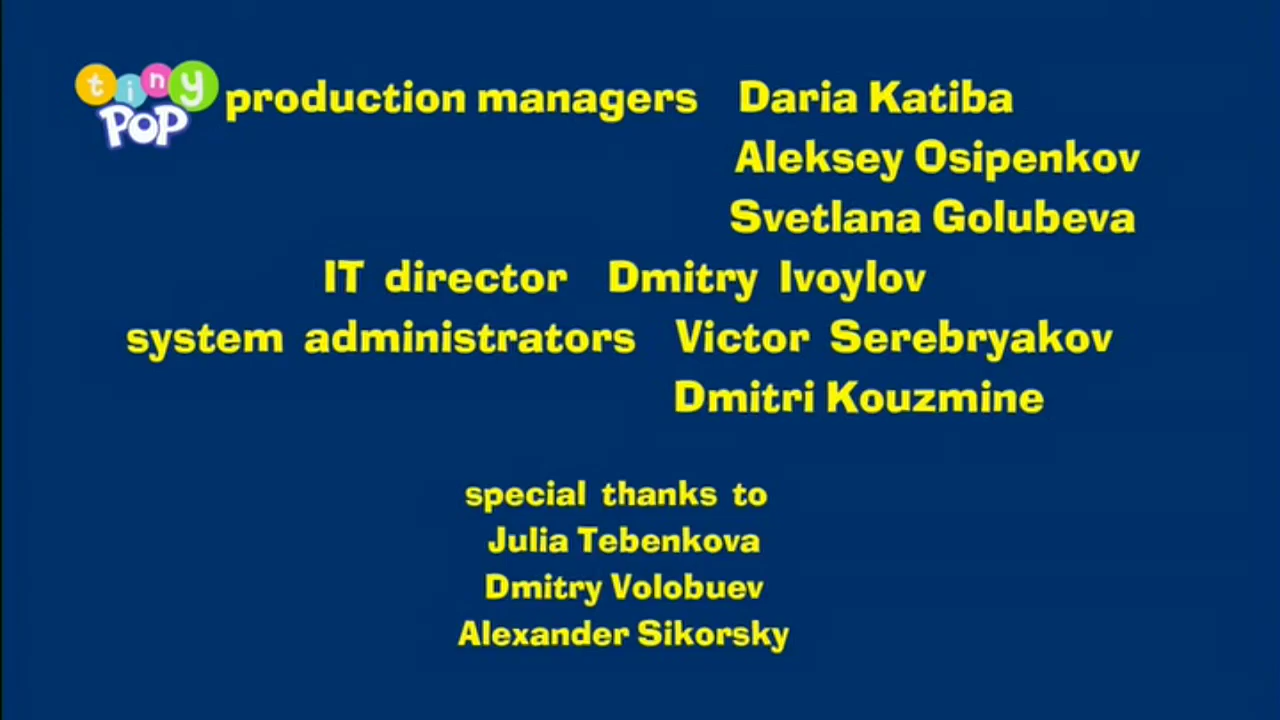 tiny
POP
production managers Daria Katiba
Aleksey Osipenkov
Svetlana Golubeva
IT director Dmitry Ivoylov
system administrators Victor Serebryakov
Dmitri Kouzmine
special thanks to
Julia Tebenkova
Dmitry Volobuev
Alexander Sikorsky